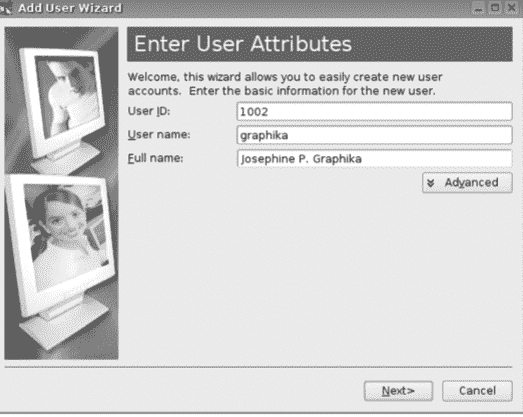 Add User Wizard
Enter User Attributes
Welcome, this wizard allows you to easily create new user
accounts. Enter the basic information for the new user.
User ID: 1002
User name: graphika
Full name: Josephine P. Graphika
Advanced
Next> Cancel